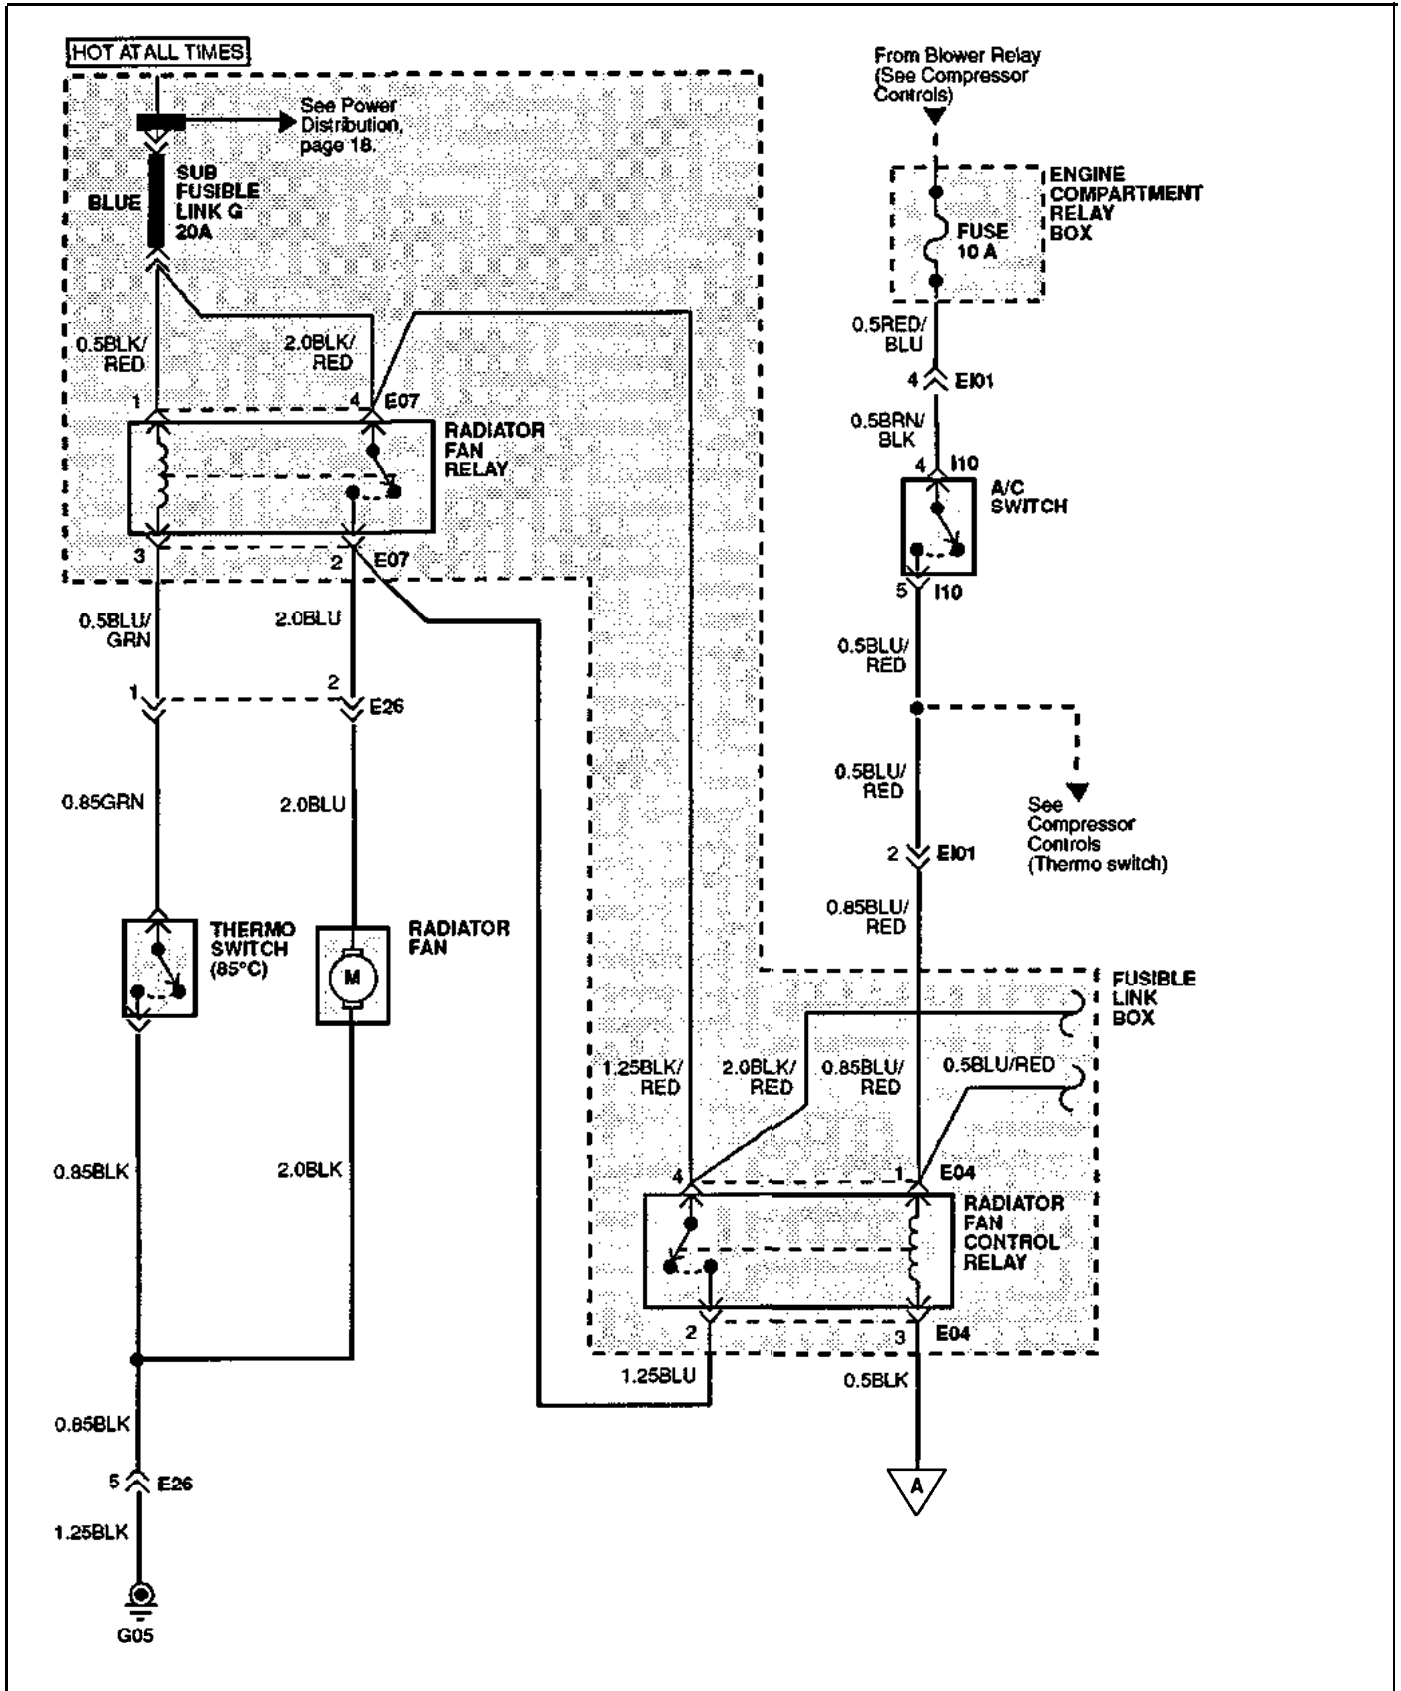 HOT AT ALL TIMES
See Power
Distribution,
page 18.
BLUE
SUB
FUSIBLE
LINK G
20A
0.5BLK/
RED
2.0BLK/
RED
1
4
E07
RADIATOR
FAN
RELAY
3
2
E07
0.5BLU/
GRN
2.0BLU
1
2
E26
0.85GRN
2.0BLU
THERMO
SWITCH
(85°C)
RADIATOR
FAN
M
0.85BLK
2.0BLK
0.85BLK
5
E26
1.25BLK
G05
From Blower Relay
(See Compressor
Controls)
ENGINE
COMPARTMENT
RELAY
BOX
FUSE
10 A
0.5RED/
BLU
4
EI01
0.5BRN/
BLK
4
I10
A/C
SWITCH
5
I10
0.5BLU/
RED
0.5BLU/
RED
See
Compressor
Controls
(Thermo switch)
2
EI01
0.85BLU/
RED
FUSIBLE
LINK
BOX
1.25BLK/
RED
2.0BLK/
RED
0.85BLU/
RED
0.5BLU/RED
4
1
E04
RADIATOR
FAN
CONTROL
RELAY
2
3
E04
1.25BLU
0.5BLK
A